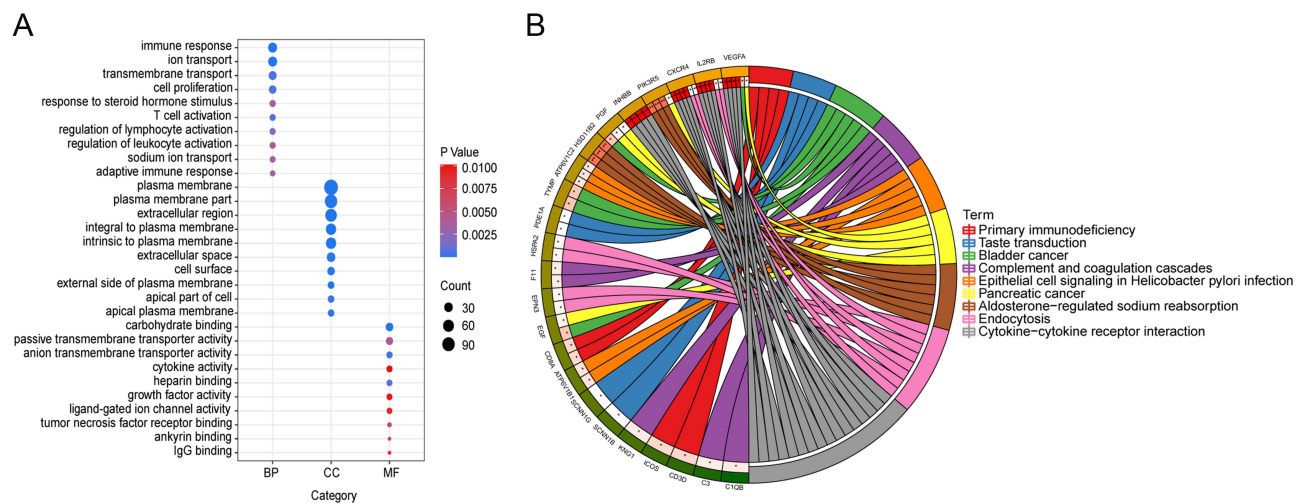 A
immune response
ion transport
transmembrane transport
cell proliferation
response to steroid hormone stimulus
T cell activation
regulation of lymphocyte activation
regulation of leukocyte activation
sodium ion transport
adaptive immune response
plasma membrane
plasma membrane part
extracellular region
integral to plasma membrane
intrinsic to plasma membrane
extracellular space
cell surface
external side of plasma membrane
apical part of cell
apical plasma membrane
carbohydrate binding
passive transmembrane transporter activity
anion transmembrane transporter activity
cytokine activity
heparin binding
growth factor activity
ligand-gated ion channel activity
tumor necrosis factor receptor binding
ankyrin binding
IgG binding
BP CC MF
Category
P Value
0.0100
0.0075
0.0050
0.0025
Count
30
60
90
B
VEGFA
IL2RB
CXCR4
PIK3R5
INHBB
PGF
HSD11B2
ATP6V1C2
TYMP
PDE1A
HSPA2
F11
EPN3
EGF
CD8A
ATP6V1B1
SCNN1G
SCNN1B
KNG1
ICOS
CD3D
C3
C1QB
Term
Primary immunodeficiency
Taste transduction
Bladder cancer
Complement and coagulation cascades
Epithelial cell signaling in Helicobacter pylori infection
Pancreatic cancer
Aldosterone−regulated sodium reabsorption
Endocytosis
Cytokine−cytokine receptor interaction